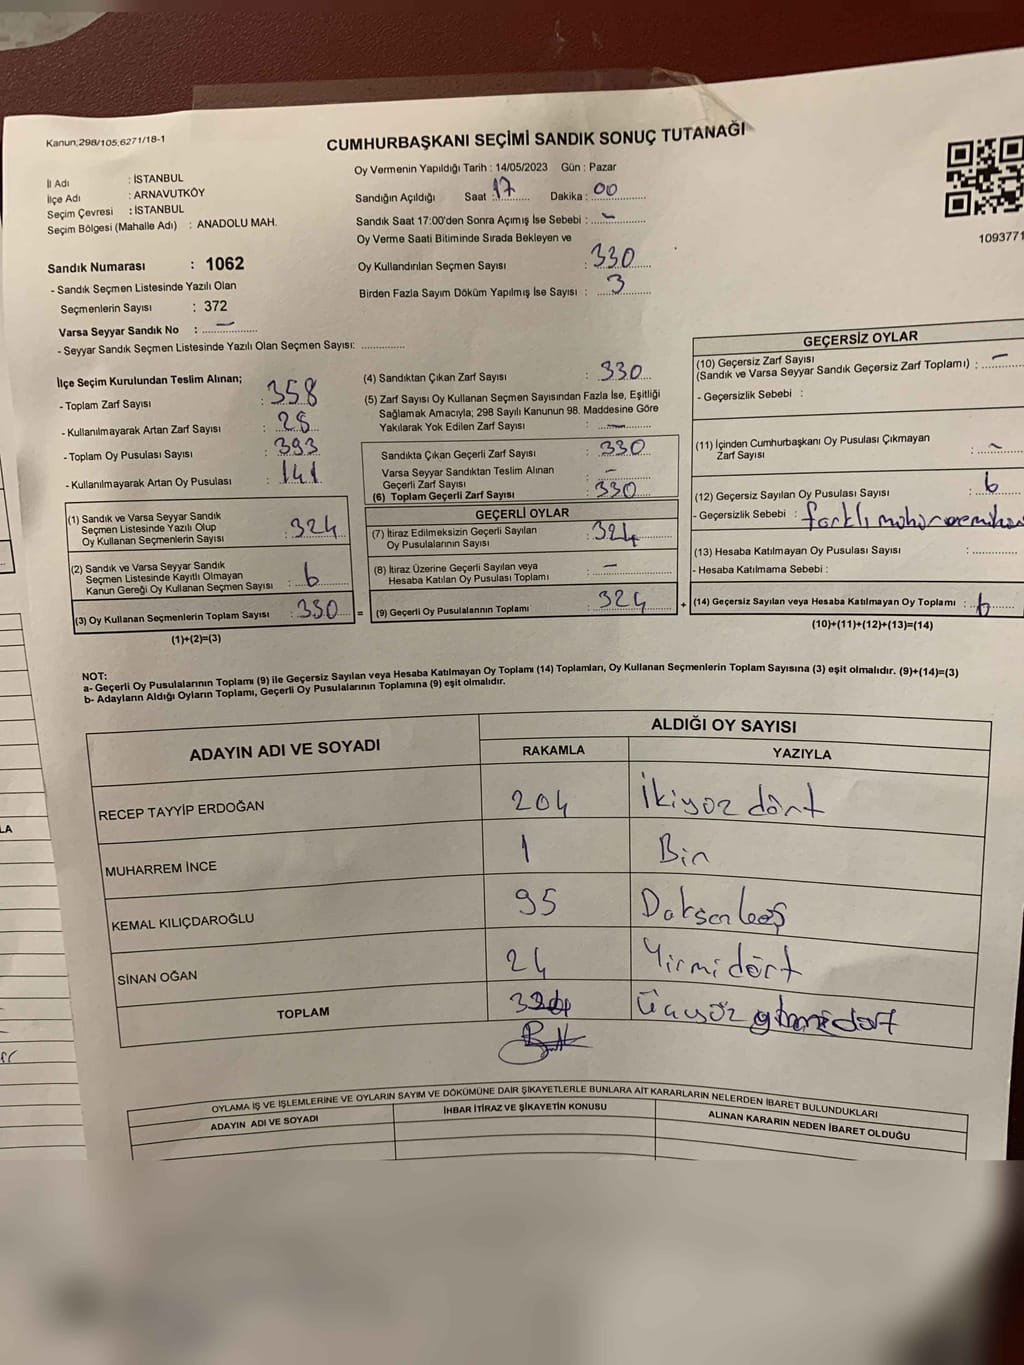 Kanun;298/105,6271/18-1
CUMHURBAŞKANI SEÇİMİ SANDIK SONUÇ TUTANAĞI
Oy Vermenin Yapıldığı Tarih : 14/05/2023 Gün : Pazar
İl Adı : İSTANBUL
İlçe Adı : ARNAVUTKÖY
Seçim Çevresi : İSTANBUL
Seçim Bölgesi (Mahalle Adı) : ANADOLU MAH.
Sandığın Açıldığı Saat 17 Dakika : 00
Sandık Saat 17:00'den Sonra Açımış İse Sebebi : –
Oy Verme Saati Bitiminde Sırada Bekleyen ve
Oy Kullandırılan Seçmen Sayısı : 330
Birden Fazla Sayım Döküm Yapılmış İse Sayısı : 3
1093771
Sandık Numarası : 1062
- Sandık Seçmen Listesinde Yazılı Olan
Seçmenlerin Sayısı : 372
Varsa Seyyar Sandık No : –
- Seyyar Sandık Seçmen Listesinde Yazılı Olan Seçmen Sayısı: ..............
İlçe Seçim Kurulundan Teslim Alınan;
- Toplam Zarf Sayısı : 358
- Kullanılmayarak Artan Zarf Sayısı : 28
- Toplam Oy Pusulası Sayısı : 393
- Kullanılmayarak Artan Oy Pusulası : 141
(1) Sandık ve Varsa Seyyar Sandık
Seçmen Listesinde Yazılı Olup
Oy Kullanan Seçmenlerin Sayısı : 324
(2) Sandık ve Varsa Seyyar Sandık
Seçmen Listesinde Kayıtlı Olmayan
Kanun Gereği Oy Kullanan Seçmen Sayısı : 6
(3) Oy Kullanan Seçmenlerin Toplam Sayısı : 330 =
(1)+(2)=(3)
(4) Sandıktan Çıkan Zarf Sayısı : 330
(5) Zarf Sayısı Oy Kullanan Seçmen Sayısından Fazla İse, Eşitliği
Sağlamak Amacıyla; 298 Sayılı Kanunun 98. Maddesine Göre
Yakılarak Yok Edilen Zarf Sayısı : –
Sandıkta Çıkan Geçerli Zarf Sayısı : 330
Varsa Seyyar Sandıktan Teslim Alınan
Geçerli Zarf Sayısı : –
(6) Toplam Geçerli Zarf Sayısı : 330
GEÇERLİ OYLAR
(7) İtiraz Edilmeksizin Geçerli Sayılan
Oy Pusulalarının Sayısı : 324
(8) İtiraz Üzerine Geçerli Sayılan veya
Hesaba Katılan Oy Pusulası Toplamı : –
(9) Geçerli Oy Pusulalarının Toplamı : 324 +
GEÇERSİZ OYLAR
(10) Geçersiz Zarf Sayısı
(Sandık ve Varsa Seyyar Sandık Geçersiz Zarf Toplamı) : –
- Geçersizlik Sebebi :
(11) İçinden Cumhurbaşkanı Oy Pusulası Çıkmayan
Zarf Sayısı : –
(12) Geçersiz Sayılan Oy Pusulası Sayısı : 6
- Geçersizlik Sebebi : farklı mühür
(13) Hesaba Katılmayan Oy Pusulası Sayısı : ............
- Hesaba Katılmama Sebebi :
(14) Geçersiz Sayılan veya Hesaba Katılmayan Oy Toplamı : 6
(10)+(11)+(12)+(13)=(14)
NOT:
a- Geçerli Oy Pusulalarının Toplamı (9) ile Geçersiz Sayılan veya Hesaba Katılmayan Oy Toplamı (14) Toplamları, Oy Kullanan Seçmenlerin Toplam Sayısına (3) eşit olmalıdır. (9)+(14)=(3)
b- Adayların Aldığı Oyların Toplamı, Geçerli Oy Pusulalarının Toplamına (9) eşit olmalıdır.
ADAYIN ADI VE SOYADI
ALDIĞI OY SAYISI
RAKAMLA YAZIYLA
RECEP TAYYİP ERDOĞAN 204 İkiyüz dört
MUHARREM İNCE 1 Bir
KEMAL KILIÇDAROĞLU 95 Doksan beş
SİNAN OĞAN 24 Yirmi dört
TOPLAM 324 Üçyüz yirmidört
OYLAMA İŞ VE İŞLEMLERİNE VE OYLARIN SAYIM VE DÖKÜMÜNE DAİR ŞİKAYETLERLE BUNLARA AİT KARARLARIN NELERDEN İBARET BULUNDUKLARI
ADAYIN ADI VE SOYADI İHBAR İTİRAZ VE ŞİKAYETİN KONUSU ALINAN KARARIN NEDEN İBARET OLDUĞU